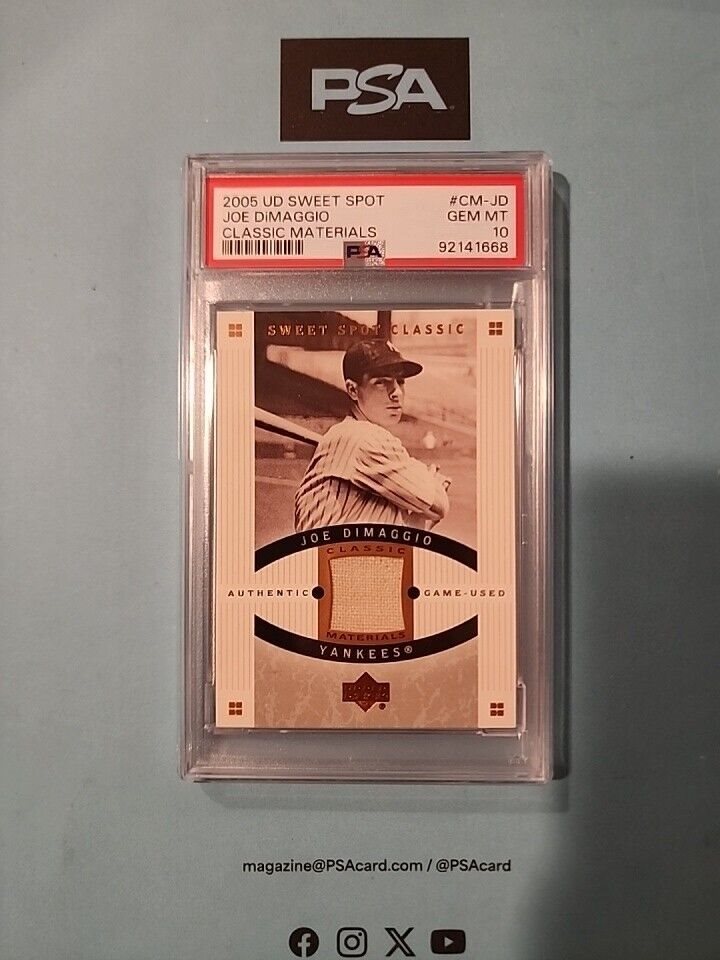 PSA
2005 UD SWEET SPOT #CM-JD
JOE DiMAGGIO GEM MT
CLASSIC MATERIALS 10
PSA 92141668
SWEET SPOT CLASSIC
JOE DIMAGGIO
CLASSIC
AUTHENTIC GAME-USED
MATERIALS
YANKEES®
®
magazine@PSAcard.com / @PSAcard